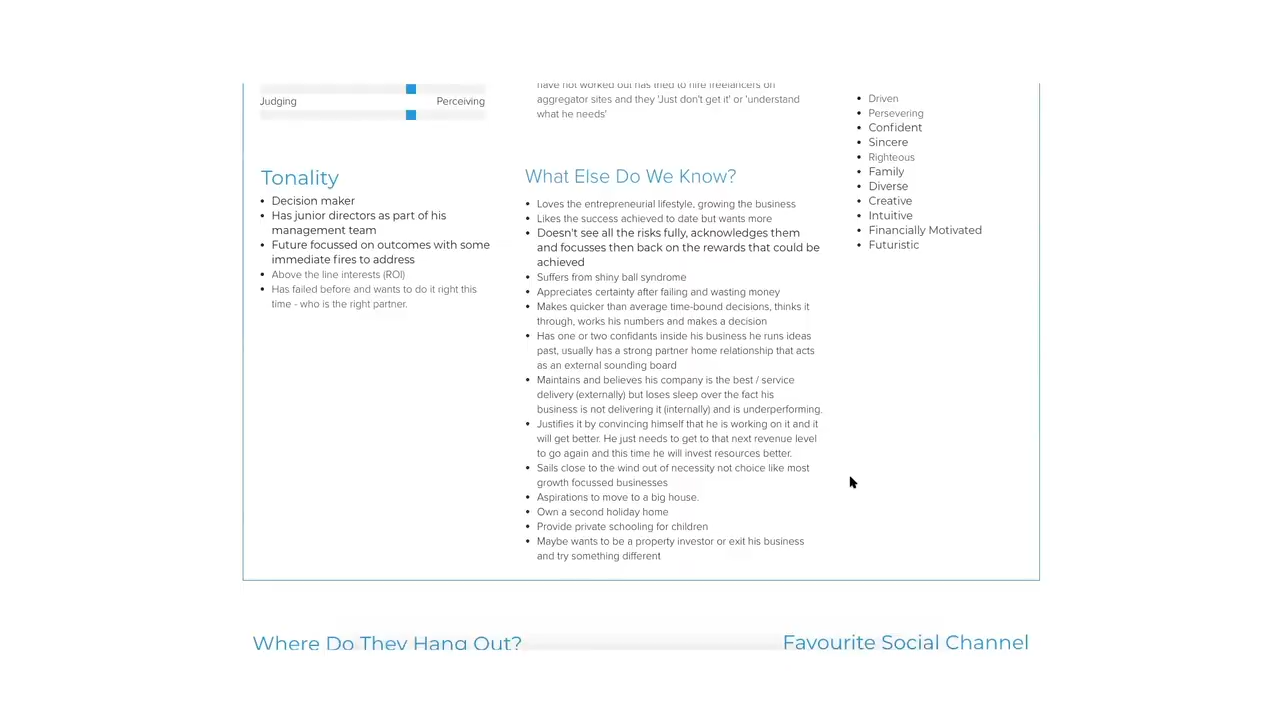 Judging Perceiving
Tonality
• Decision maker
• Has junior directors as part of his
management team
• Future focussed on outcomes with some
immediate fires to address
• Above the line interests (ROI)
• Has failed before and wants to do it right this
time - who is the right partner.
have not worked out has tried to hire freelancers on
aggregator sites and they 'Just don't get it' or 'understand
what he needs'
What Else Do We Know?
• Loves the entrepreneurial lifestyle, growing the business
• Likes the success achieved to date but wants more
• Doesn't see all the risks fully, acknowledges them
and focusses then back on the rewards that could be
achieved
• Suffers from shiny ball syndrome
• Appreciates certainty after failing and wasting money
• Makes quicker than average time-bound decisions, thinks it
through, works his numbers and makes a decision
• Has one or two confidants inside his business he runs ideas
past, usually has a strong partner home relationship that acts
as an external sounding board
• Maintains and believes his company is the best / service
delivery (externally) but loses sleep over the fact his
business is not delivering it (internally) and is underperforming.
• Justifies it by convincing himself that he is working on it and it
will get better. He just needs to get to that next revenue level
to go again and this time he will invest resources better.
• Sails close to the wind out of necessity not choice like most
growth focussed businesses
• Aspirations to move to a big house.
• Own a second holiday home
• Provide private schooling for children
• Maybe wants to be a property investor or exit his business
and try something different
• Driven
• Persevering
• Confident
• Sincere
• Righteous
• Family
• Diverse
• Creative
• Intuitive
• Financially Motivated
• Futuristic
Where Do They Hang Out?
Favourite Social Channel